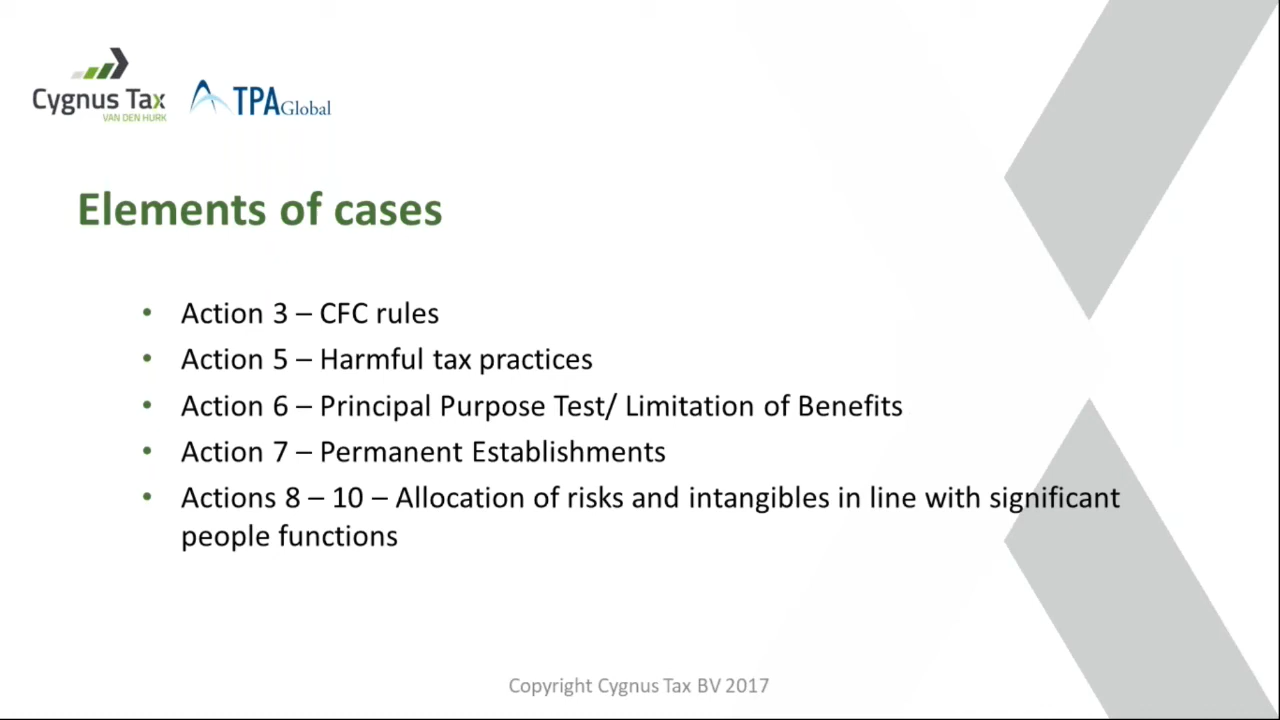 Cygnus Tax
VAN DEN HURK
TPA Global
Elements of cases
• Action 3 – CFC rules
• Action 5 – Harmful tax practices
• Action 6 – Principal Purpose Test/ Limitation of Benefits
• Action 7 – Permanent Establishments
• Actions 8 – 10 – Allocation of risks and intangibles in line with significant
people functions
Copyright Cygnus Tax BV 2017